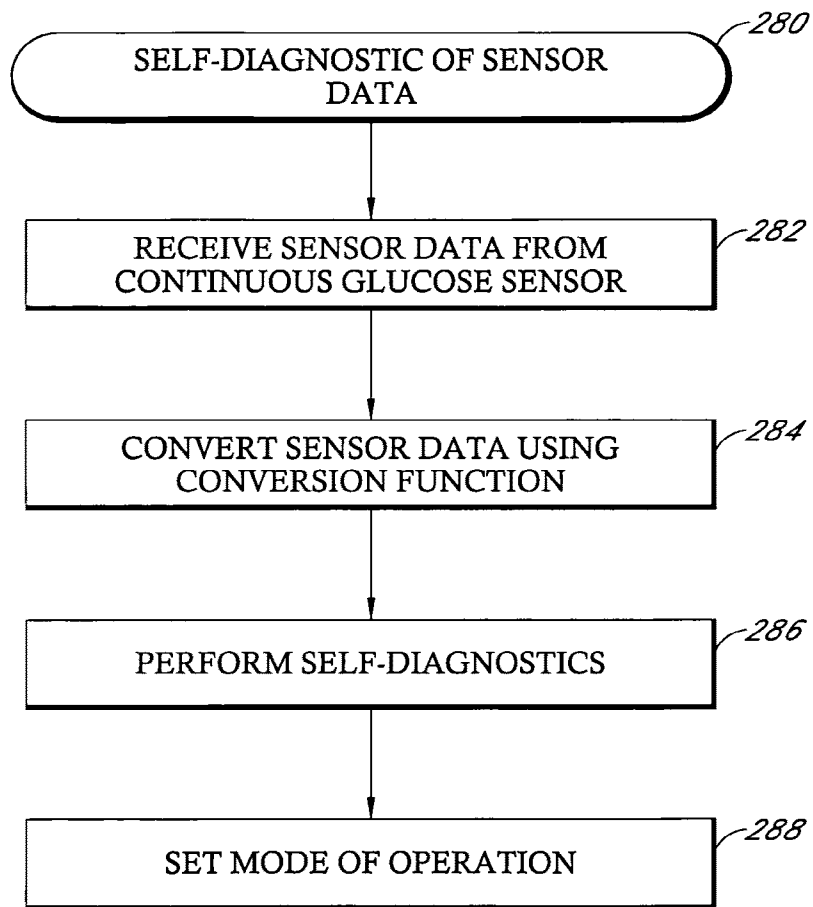 280
SELF-DIAGNOSTIC OF SENSOR
DATA
282
RECEIVE SENSOR DATA FROM
CONTINUOUS GLUCOSE SENSOR
284
CONVERT SENSOR DATA USING
CONVERSION FUNCTION
286
PERFORM SELF-DIAGNOSTICS
288
SET MODE OF OPERATION